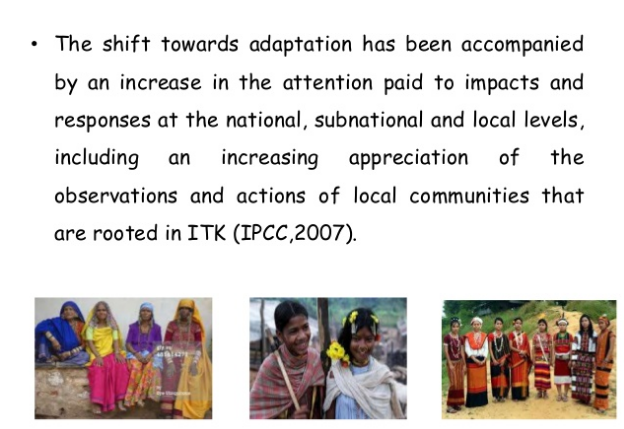 • The shift towards adaptation has been accompanied
by an increase in the attention paid to impacts and
responses at the national, subnational and local levels,
including an increasing appreciation of the
observations and actions of local communities that
are rooted in ITK (IPCC,2007).